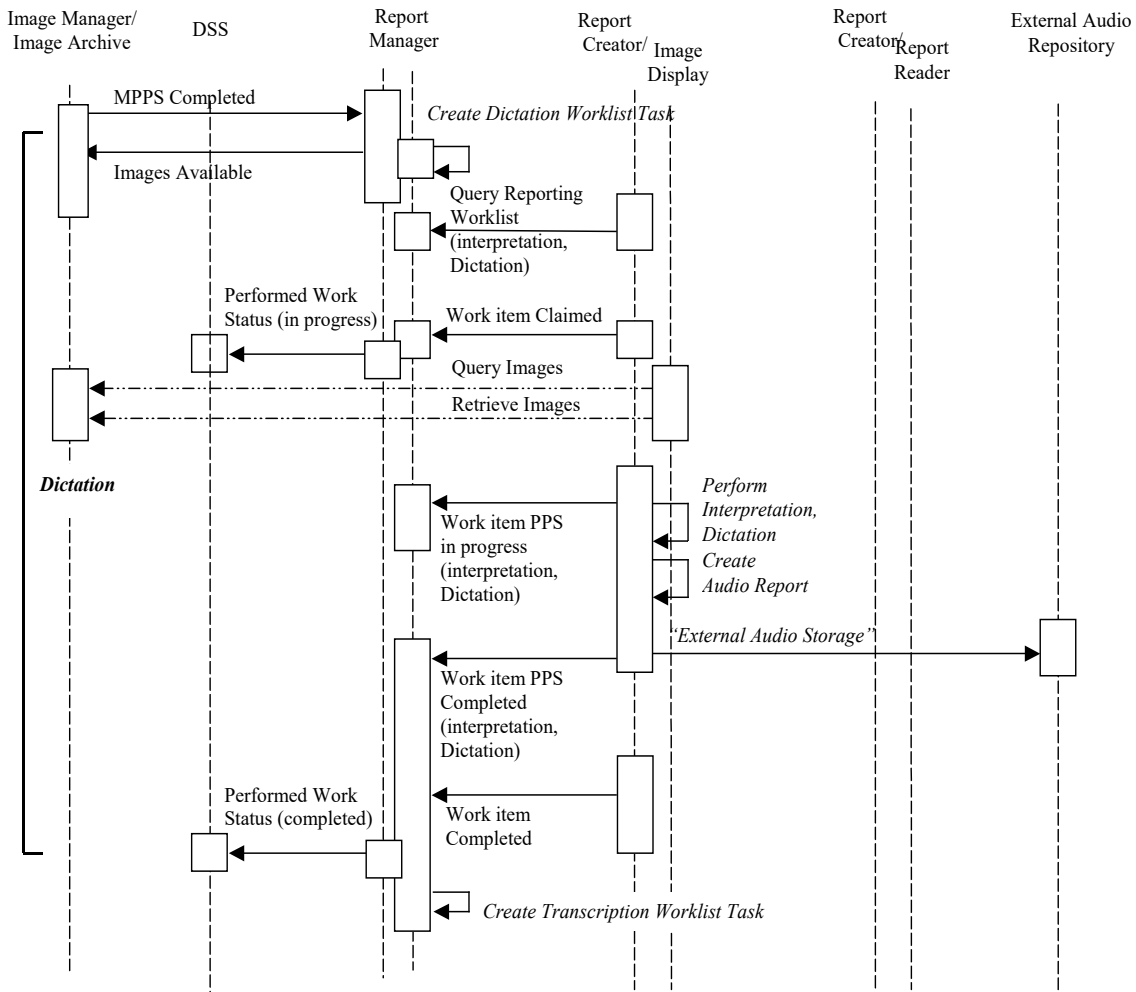 Image Manager/
Image Archive
DSS
Report
Manager
Report
Creator/
Image
Display
Report
Creator/
Report
Reader
External Audio
Repository
MPPS Completed
Create Dictation Worklist Task
Images Available
Query Reporting
Worklist
(interpretation,
Dictation)
Performed Work
Status (in progress)
Work item Claimed
Query Images
Retrieve Images
Dictation
Perform
Interpretation,
Dictation
Work item PPS
in progress
(interpretation,
Dictation)
Create
Audio Report
“External Audio Storage”
Work item PPS
Completed
(interpretation,
Dictation)
Performed Work
Status (completed)
Work item
Completed
Create Transcription Worklist Task